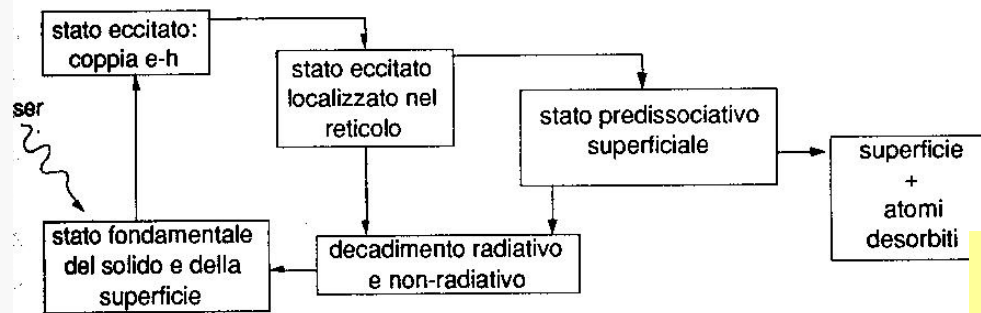 stato eccitato:
coppia e-h
stato eccitato
localizzato nel
reticolo
stato predissociativo
superficiale
superficie
+
atomi
desorbiti
ser
stato fondamentale
del solido e della
superficie
decadimento radiativo
e non-radiativo